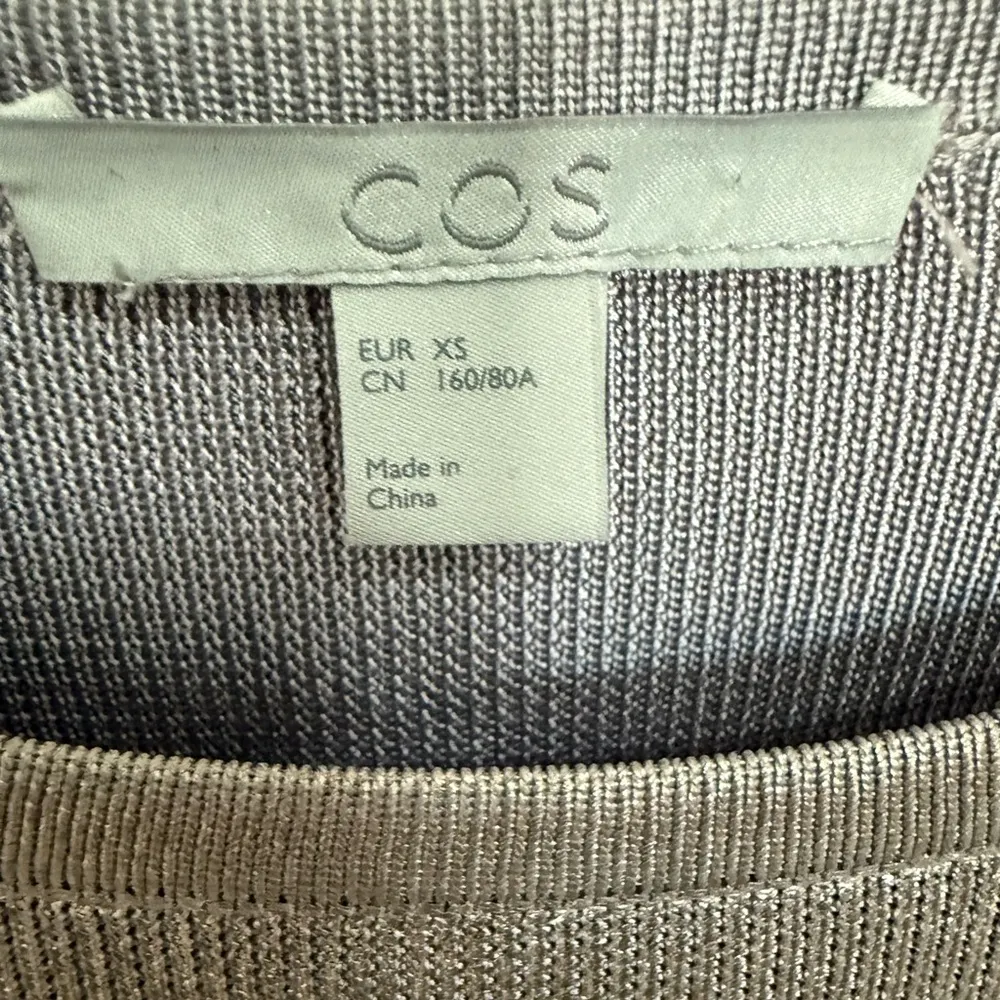 COS
EUR XS
CN 160/80A
Made in
China